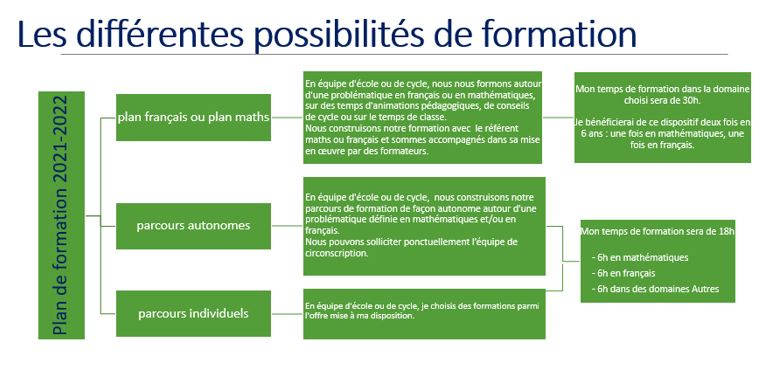 Les différentes possibilités de formation
Plan de formation 2021-2022
plan français ou plan maths
En équipe d'école ou de cycle, nous nous formons autour
d'une problématique en français ou en mathématiques,
sur des temps d'animations pédagogiques, de conseils
de cycle ou sur le temps de classe.
Nous construisons notre formation avec le référent
maths ou français et sommes accompagnés dans sa mise
en œuvre par des formateurs.
Mon temps de formation dans la domaine
choisi sera de 30h.
Je bénéficierai de ce dispositif deux fois en
6 ans : une fois en mathématiques, une
fois en français.
parcours autonomes
En équipe d'école ou de cycle, nous construisons notre
parcours de formation de façon autonome autour d'une
problématique définie en mathématiques et/ou en
français.
Nous pouvons solliciter ponctuellement l'équipe de
circonscription.
parcours individuels
En équipe d'école ou de cycle, je choisis des formations parmi
l'offre mise à ma disposition.
Mon temps de formation sera de 18h
- 6h en mathématiques
- 6h en français
- 6h dans des domaines Autres